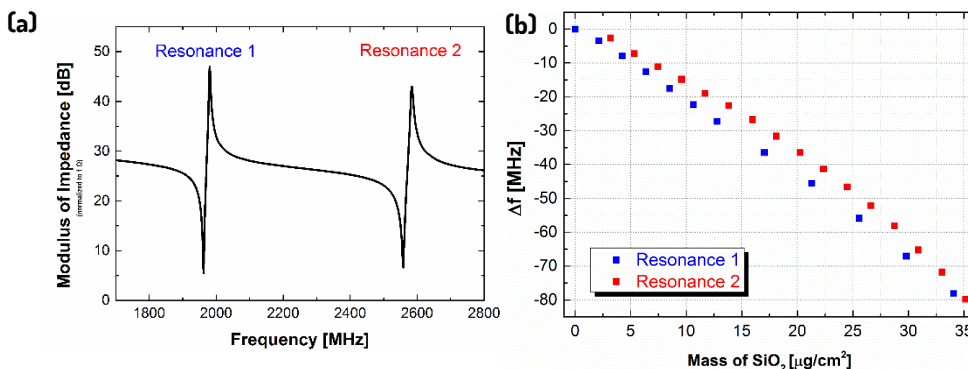 (a)
Resonance 1
Resonance 2
50
40
30
20
10
0
Modulus of Impedance [dB]
(normalized to 1 Ω)
1800
2000
2200
2400
2600
2800
Frequency [MHz]
(b)
0
-10
-20
-30
-40
-50
-60
-70
-80
Δf [MHz]
Resonance 1
Resonance 2
0
5
10
15
20
25
30
35
Mass of SiO₂ [μg/cm²]